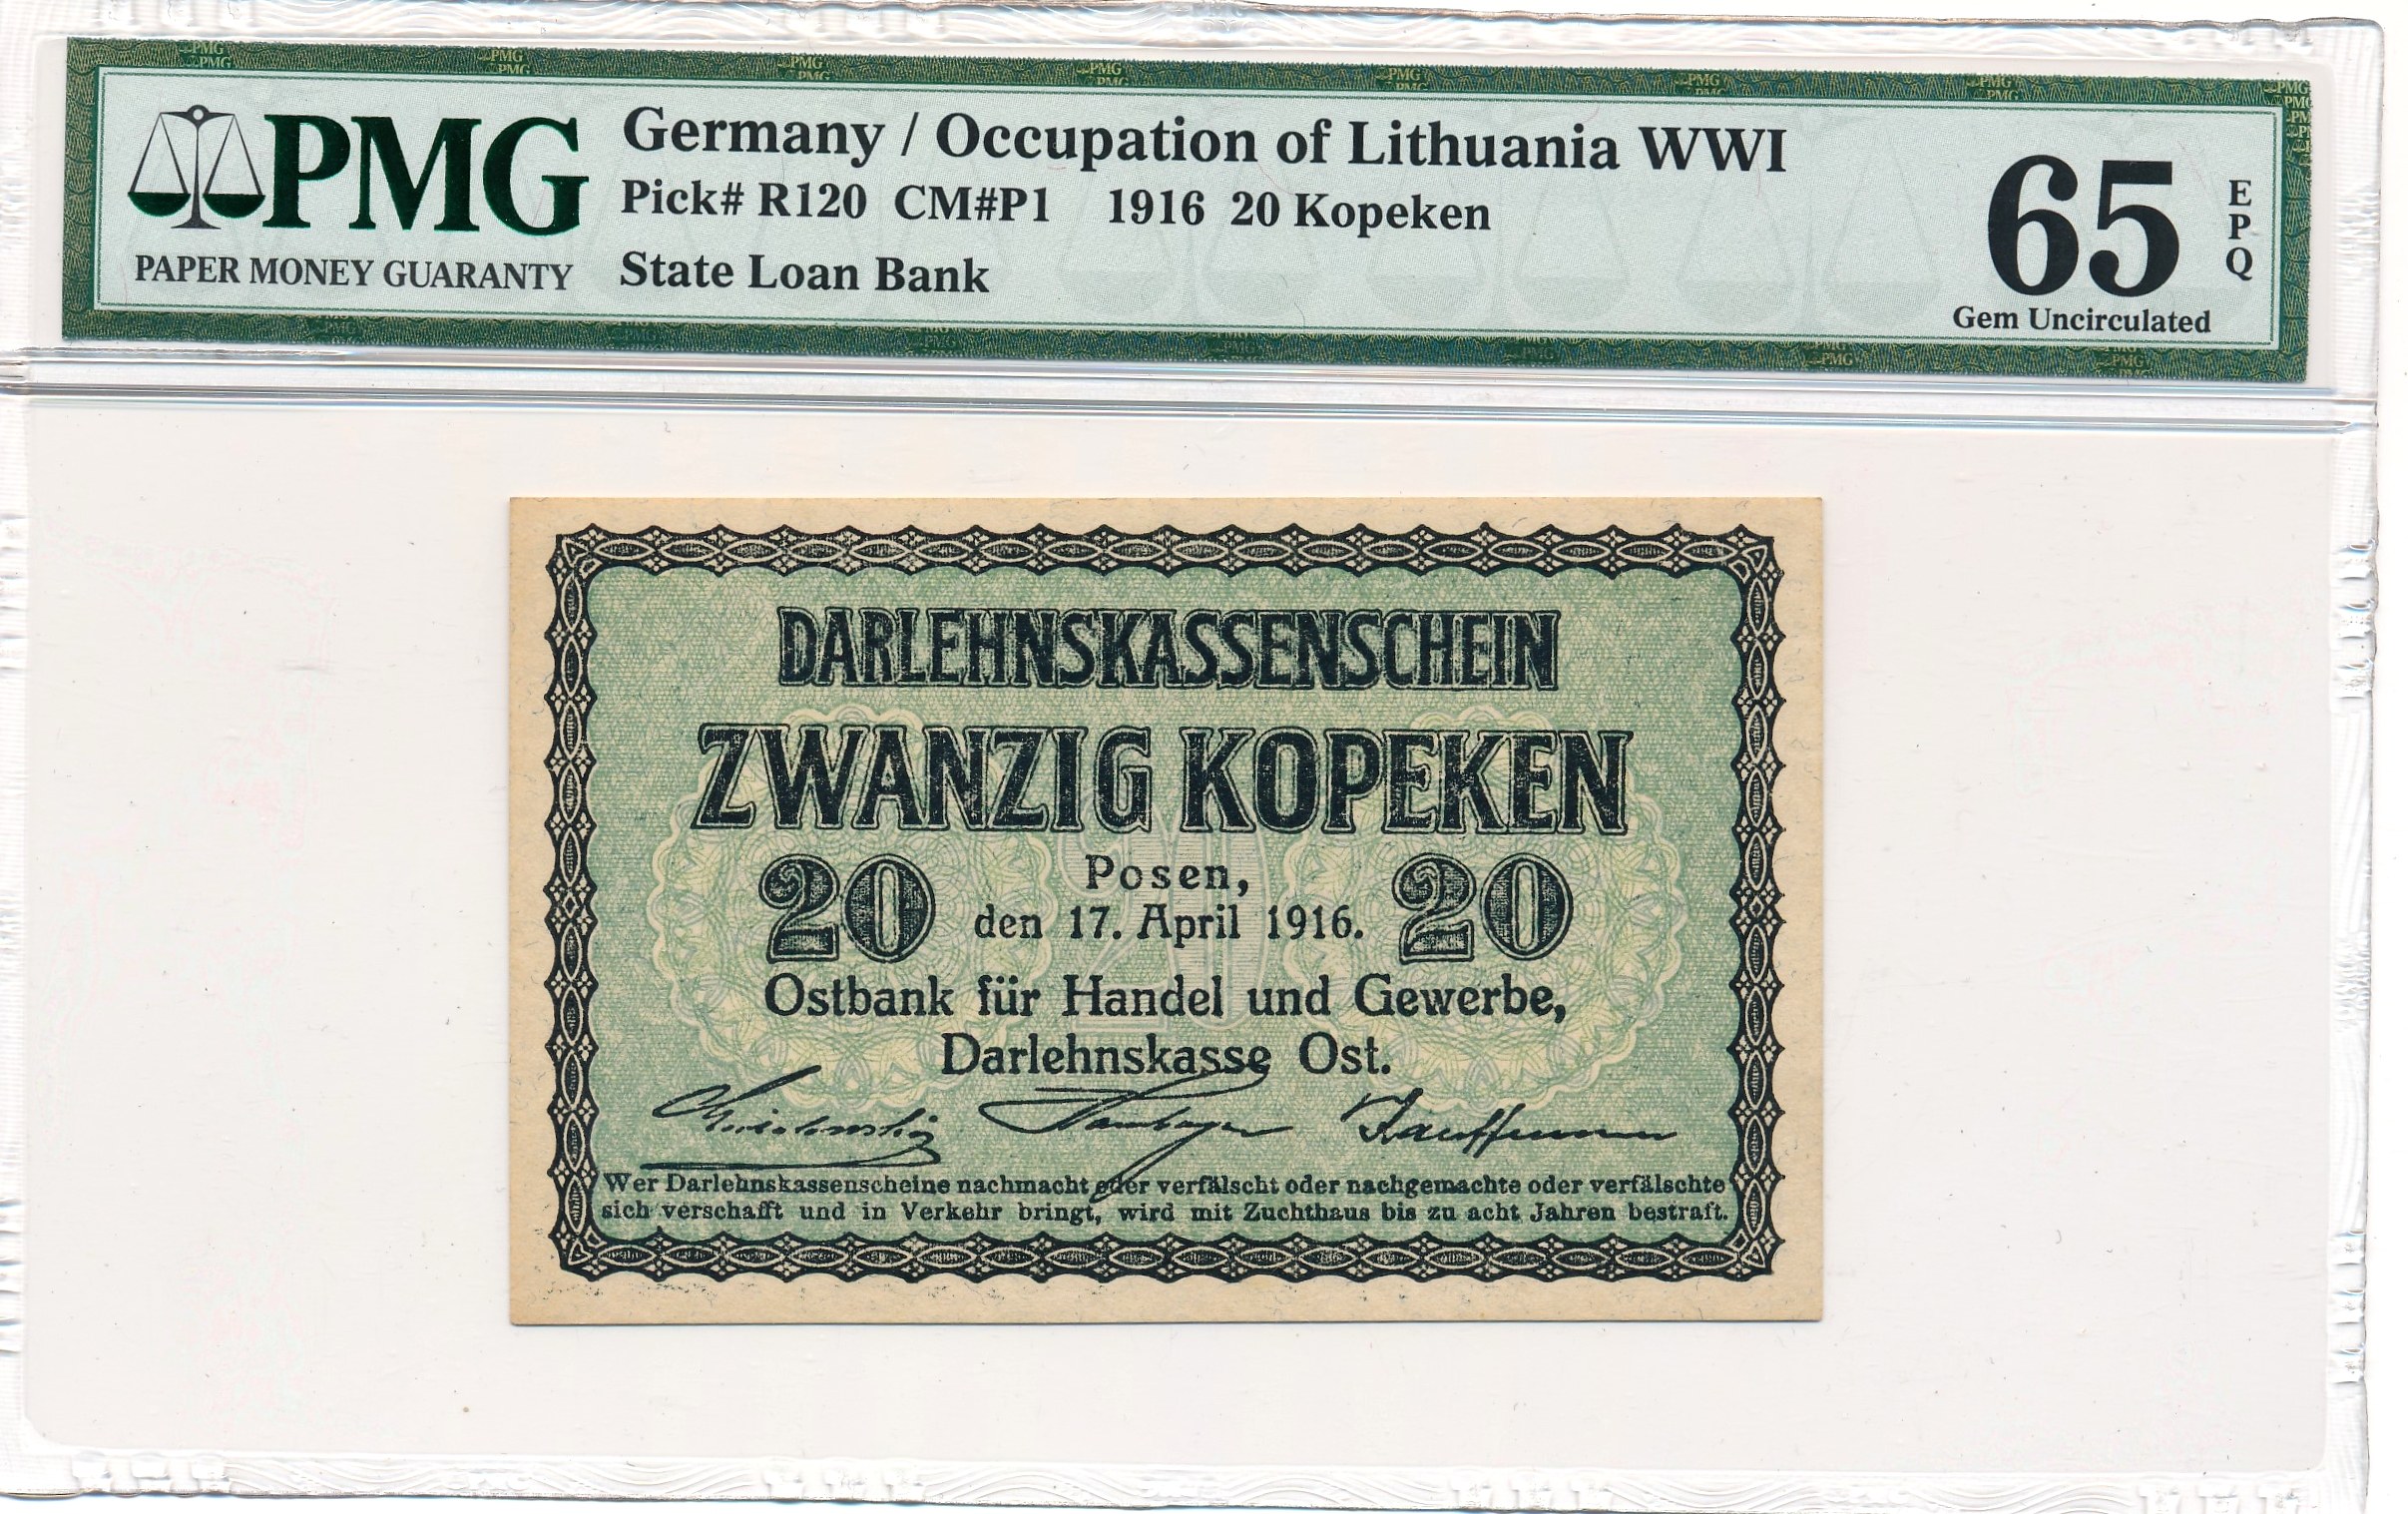 PMG
PAPER MONEY GUARANTY
Germany / Occupation of Lithuania WWI
Pick# R120 CM#P1 1916 20 Kopeken
State Loan Bank
65
EPQ
Gem Uncirculated
DARLEHNSKASSENSCHEIN
ZWANZIG KOPEKEN
20 Posen, 20
den 17. April 1916.
Ostbank für Handel und Gewerbe,
Darlehnskasse Ost.
Wer Darlehnskassenscheine nachmacht oder verfälscht oder nachgemachte oder verfälschte
sich verschafft und in Verkehr bringt, wird mit Zuchthaus bis zu acht Jahren bestraft.